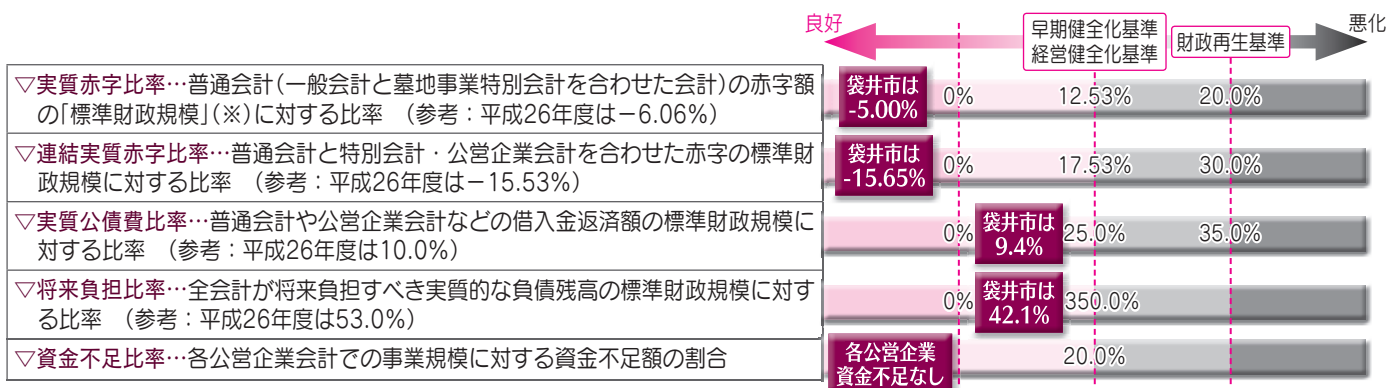 良好
早期健全化基準
経営健全化基準
財政再生基準
悪化
▽実質赤字比率…普通会計（一般会計と墓地事業特別会計を合わせた会計）の赤字額
の「標準財政規模」（※）に対する比率　（参考：平成26年度は－6.06%）
袋井市は
-5.00%
0%
12.53%
20.0%
▽連結実質赤字比率…普通会計と特別会計・公営企業会計を合わせた赤字の標準財
政規模に対する比率　（参考：平成26年度は－15.53%）
袋井市は
-15.65%
0%
17.53%
30.0%
▽実質公債費比率…普通会計や公営企業会計などの借入金返済額の標準財政規模に
対する比率　（参考：平成26年度は10.0%）
0%
袋井市は
9.4%
25.0%
35.0%
▽将来負担比率…全会計が将来負担すべき実質的な負債残高の標準財政規模に対す
る比率　（参考：平成26年度は53.0%）
0%
袋井市は
42.1%
350.0%
▽資金不足比率…各公営企業会計での事業規模に対する資金不足額の割合
各公営企業
資金不足なし
20.0%